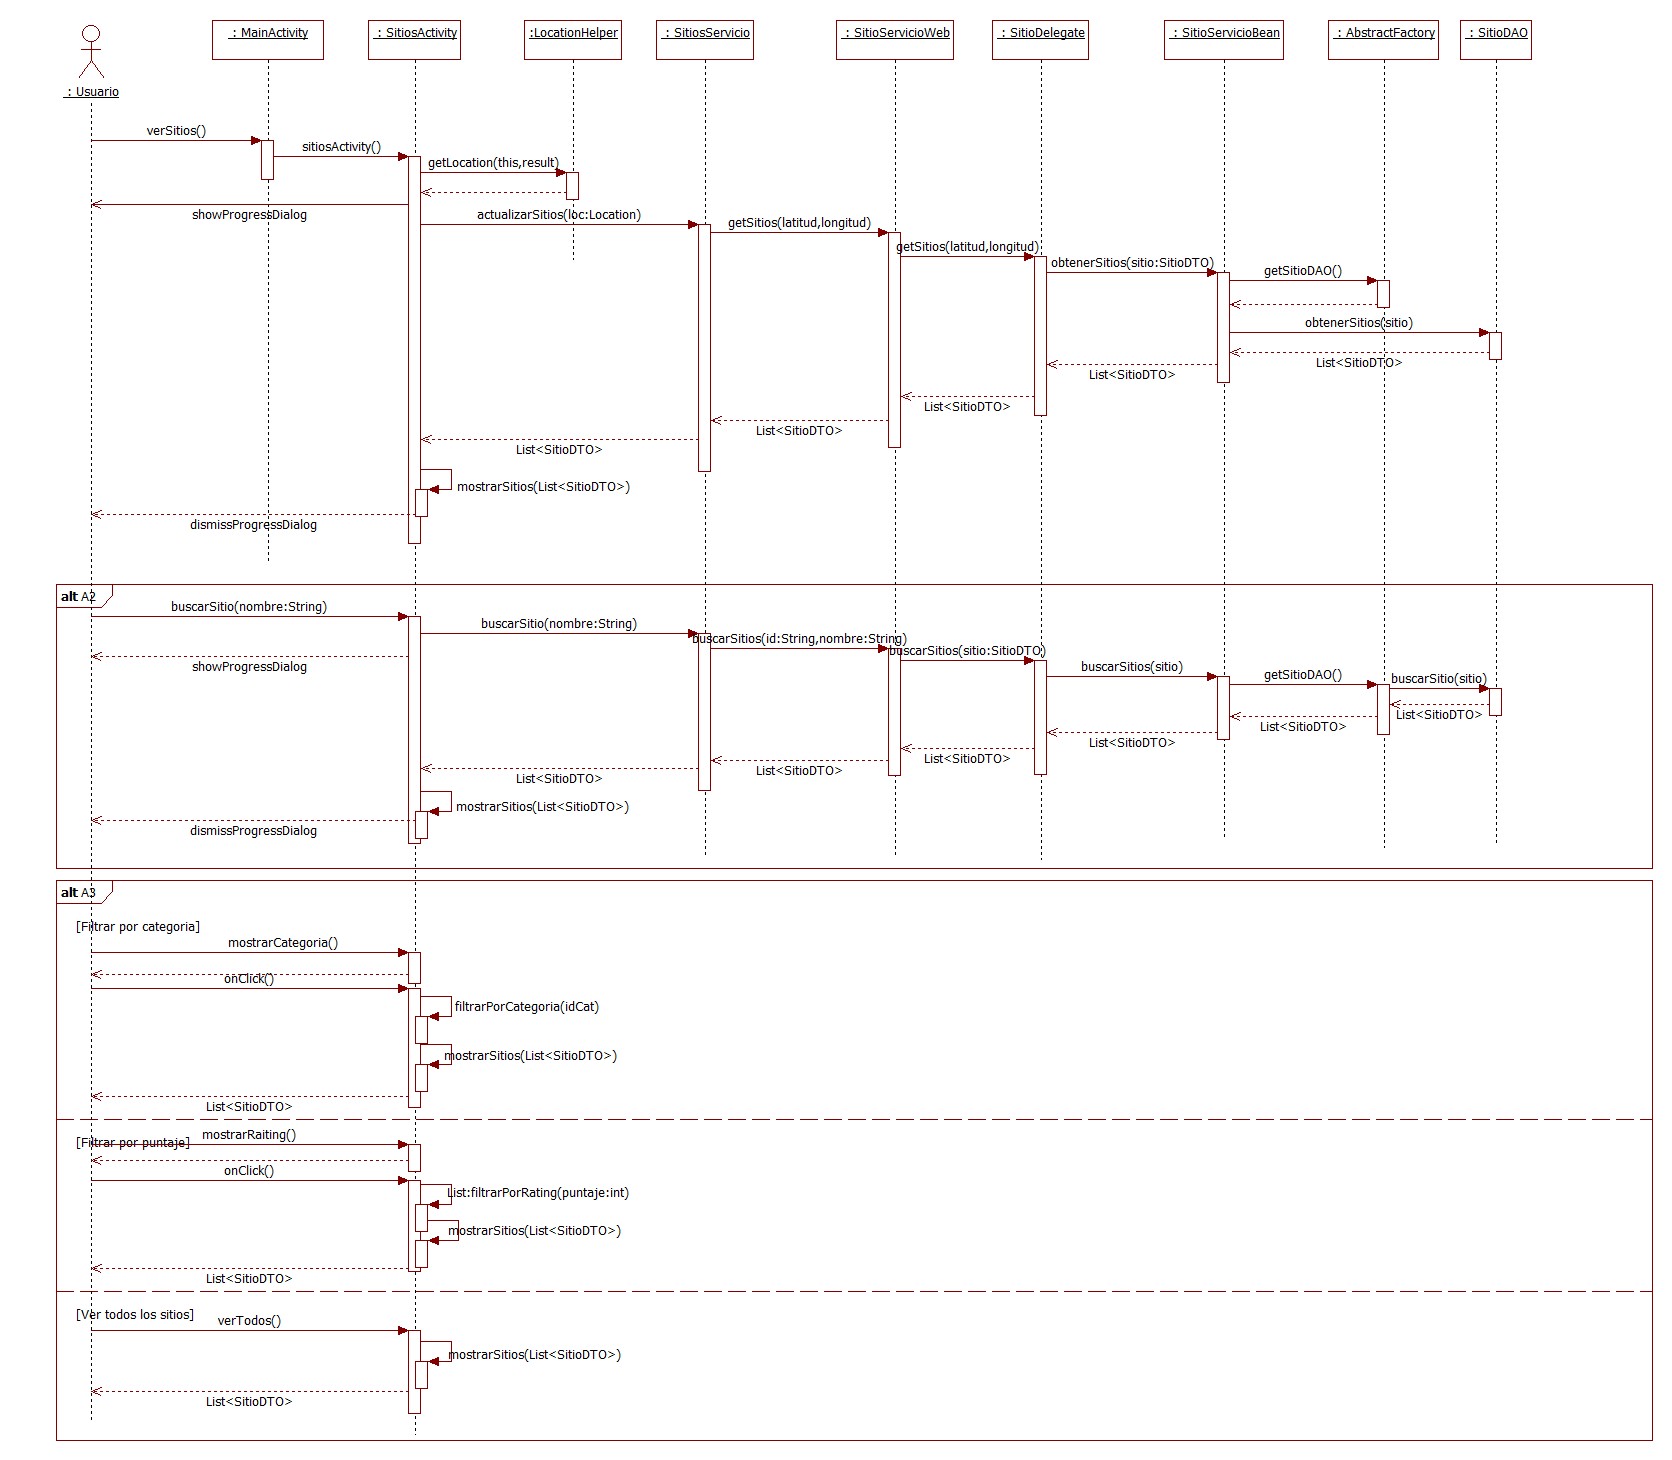 : MainActivity
: SitiosActivity
:LocationHelper
: SitiosServicio
: SitioServicioWeb
: SitioDelegate
: SitioServicioBean
: AbstractFactory
: SitioDAO
: Usuario
verSitios()
sitiosActivity()
getLocation(this,result)
showProgressDialog
actualizarSitios(loc:Location)
getSitios(latitud,longitud)
getSitios(latitud,longitud)
obtenerSitios(sitio:SitioDTO)
getSitioDAO()
obtenerSitios(sitio)
List<SitioDTO>
List<SitioDTO>
List<SitioDTO>
List<SitioDTO>
List<SitioDTO>
mostrarSitios(List<SitioDTO>)
dismissProgressDialog
alt A2
buscarSitio(nombre:String)
buscarSitio(nombre:String)
buscarSitios(id:String,nombre:String)
buscarSitios(sitio:SitioDTO)
showProgressDialog
buscarSitios(sitio)
getSitioDAO()
buscarSitio(sitio)
List<SitioDTO>
List<SitioDTO>
List<SitioDTO>
List<SitioDTO>
List<SitioDTO>
List<SitioDTO>
mostrarSitios(List<SitioDTO>)
dismissProgressDialog
alt A3
[Filtrar por categoria]
mostrarCategoria()
onClick()
filtrarPorCategoria(idCat)
mostrarSitios(List<SitioDTO>)
List<SitioDTO>
[Filtrar por puntaje]
mostrarRaiting()
onClick()
List:filtrarPorRating(puntaje:int)
mostrarSitios(List<SitioDTO>)
List<SitioDTO>
[Ver todos los sitios]
verTodos()
mostrarSitios(List<SitioDTO>)
List<SitioDTO>